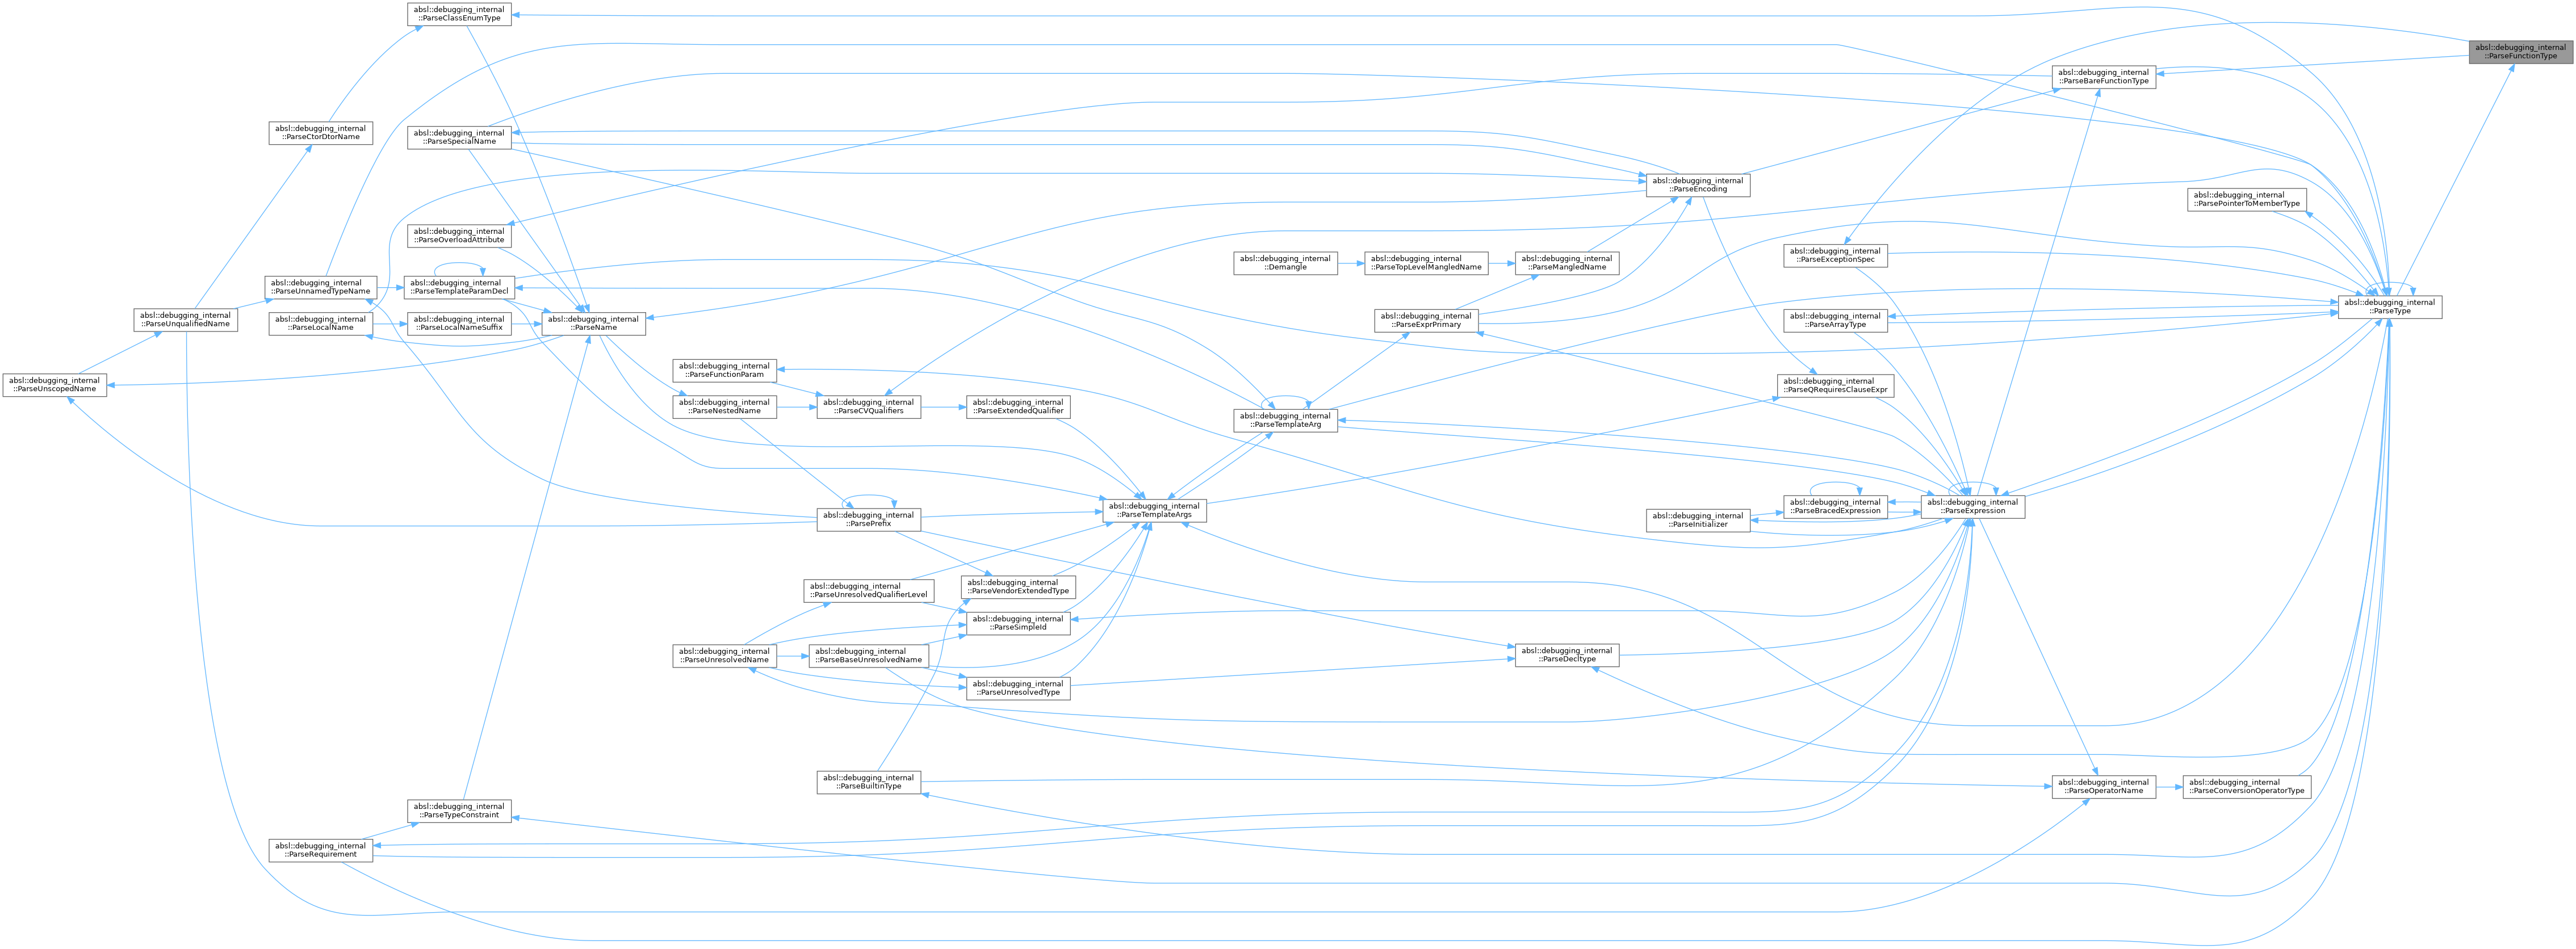 absl::debugging_internal
::ParseClassEnumType
absl::debugging_internal
::ParseFunctionType
absl::debugging_internal
::ParseBareFunctionType
absl::debugging_internal
::ParseCtorDtorName
absl::debugging_internal
::ParseSpecialName
absl::debugging_internal
::ParseEncoding
absl::debugging_internal
::ParsePointerToMemberType
absl::debugging_internal
::ParseOverloadAttribute
absl::debugging_internal
::ParseExceptionSpec
absl::debugging_internal
::Demangle
absl::debugging_internal
::ParseTopLevelMangledName
absl::debugging_internal
::ParseMangledName
absl::debugging_internal
::ParseUnnamedTypeName
absl::debugging_internal
::ParseTemplateParamDecl
absl::debugging_internal
::ParseType
absl::debugging_internal
::ParseUnqualifiedName
absl::debugging_internal
::ParseLocalName
absl::debugging_internal
::ParseLocalNameSuffix
absl::debugging_internal
::ParseName
absl::debugging_internal
::ParseExprPrimary
absl::debugging_internal
::ParseArrayType
absl::debugging_internal
::ParseUnscopedName
absl::debugging_internal
::ParseFunctionParam
absl::debugging_internal
::ParseQRequiresClauseExpr
absl::debugging_internal
::ParseNestedName
absl::debugging_internal
::ParseCVQualifiers
absl::debugging_internal
::ParseExtendedQualifier
absl::debugging_internal
::ParseTemplateArg
absl::debugging_internal
::ParsePrefix
absl::debugging_internal
::ParseTemplateArgs
absl::debugging_internal
::ParseInitializer
absl::debugging_internal
::ParseBracedExpression
absl::debugging_internal
::ParseExpression
absl::debugging_internal
::ParseUnresolvedQualifierLevel
absl::debugging_internal
::ParseVendorExtendedType
absl::debugging_internal
::ParseSimpleId
absl::debugging_internal
::ParseUnresolvedName
absl::debugging_internal
::ParseBaseUnresolvedName
absl::debugging_internal
::ParseDecltype
absl::debugging_internal
::ParseUnresolvedType
absl::debugging_internal
::ParseBuiltinType
absl::debugging_internal
::ParseOperatorName
absl::debugging_internal
::ParseConversionOperatorType
absl::debugging_internal
::ParseTypeConstraint
absl::debugging_internal
::ParseRequirement